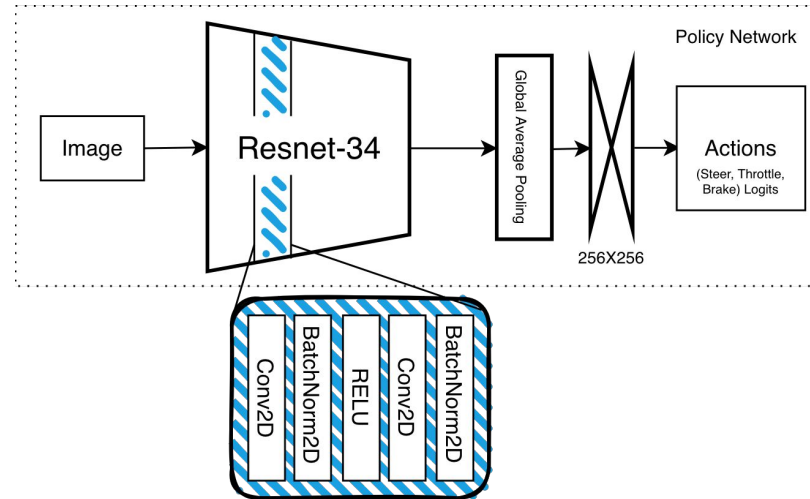 Policy Network
Image
Resnet-34
Global Average
Pooling
256X256
Actions
(Steer, Throttle,
Brake) Logits
Conv2D
BatchNorm2D
RELU
Conv2D
BatchNorm2D